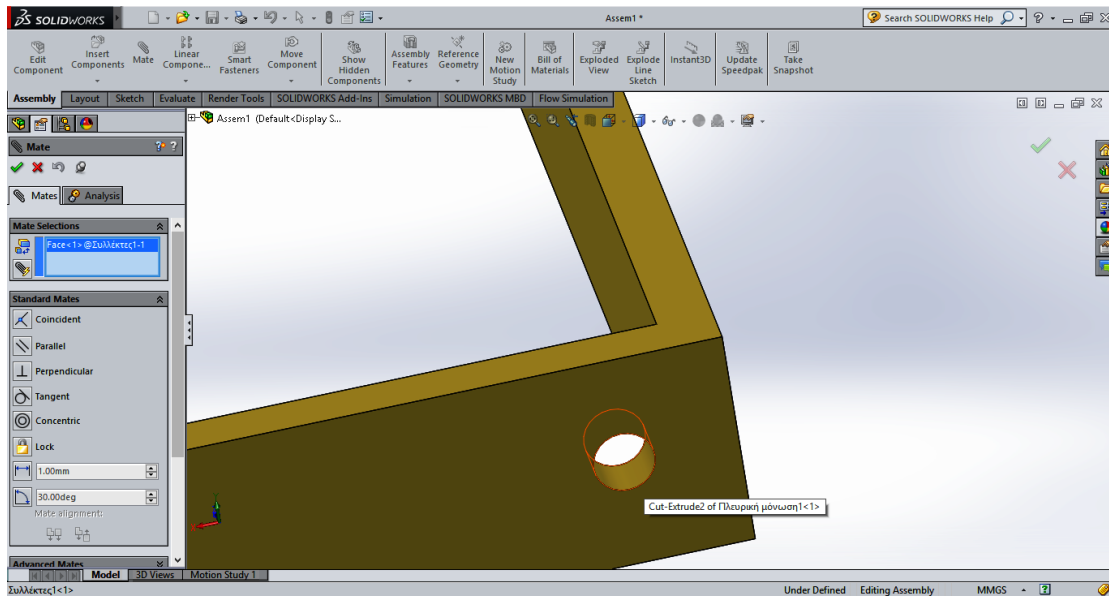 SOLIDWORKS
Assem1 *
Search SOLIDWORKS Help
Edit Component
Insert Components
Mate
Linear Compone...
Smart Fasteners
Move Component
Show Hidden Components
Assembly Features
Reference Geometry
New Motion Study
Bill of Materials
Exploded View
Explode Line Sketch
Instant3D
Update Speedpak
Take Snapshot
Assembly
Layout
Sketch
Evaluate
Render Tools
SOLIDWORKS Add-Ins
Simulation
SOLIDWORKS MBD
Flow Simulation
Assem1 (Default<Display S...
Mate
Mates
Analysis
Mate Selections
Face<1>@Συλλέκτες1-1
Standard Mates
Coincident
Parallel
Perpendicular
Tangent
Concentric
Lock
1.00mm
30.00deg
Mate alignment:
Advanced Mates
Cut-Extrude2 of Πλευρική μόνωση1<1>
Model
3D Views
Motion Study 1
Συλλέκτες1<1>
Under Defined
Editing Assembly
MMGS